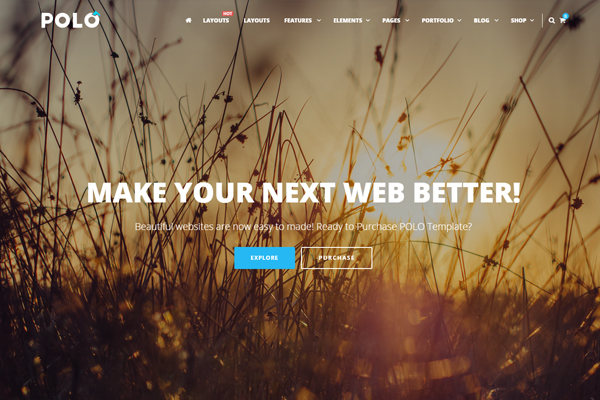 POLO
HOT
LAYOUTS LAYOUTS FEATURES ELEMENTS PAGES PORTFOLIO BLOG SHOP
MAKE YOUR NEXT WEB BETTER!
Beautiful websites are now easy to made! Ready to Purchase POLO Template?
EXPLORE PURCHASE